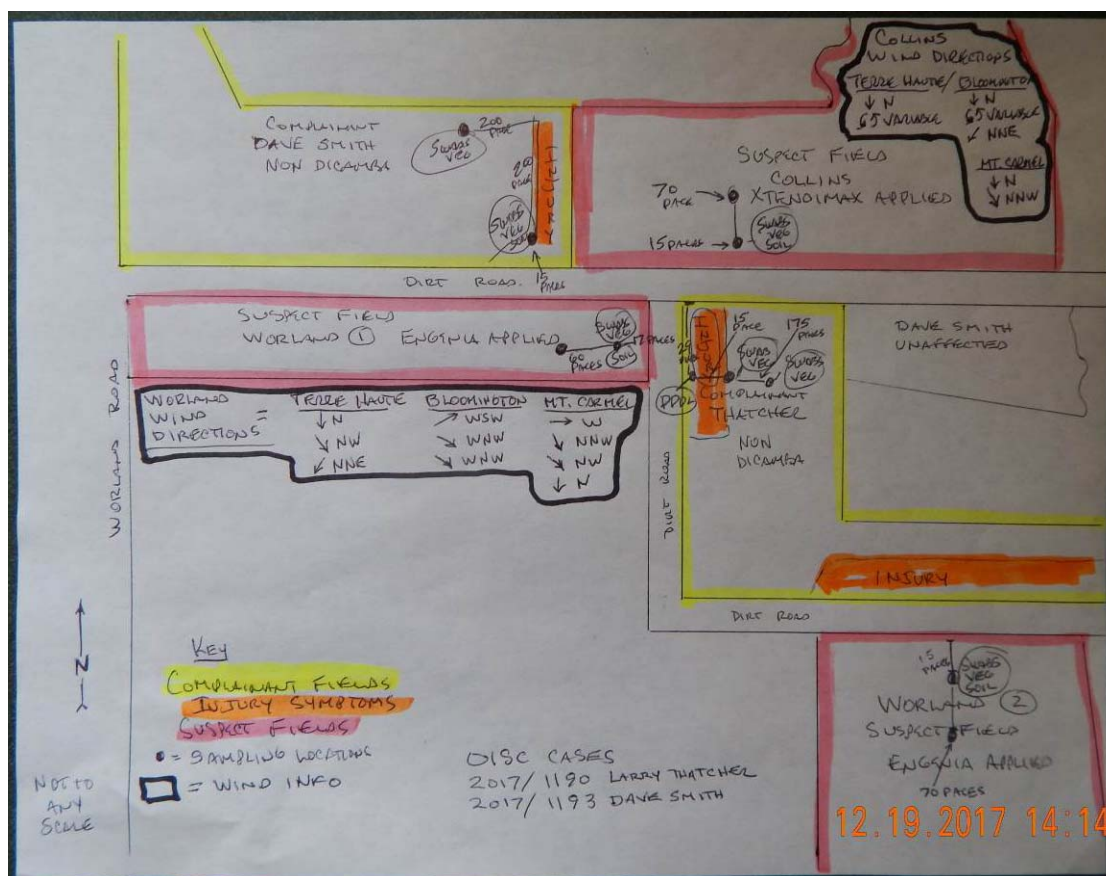 COLLINS
WIND DIRECTIONS
TERRE HAUTE/ BLOOMINGTON
↓ N
↓ N
65 VARIABLE
65 VARIABLE
↙ NNE
MT. CARMEL
↓ N
↘ NNW
COMPLAINANT
DAVE SMITH
NON DICAMBA
200
PACE
SWABS
VEG
200
PACE
INJURY
SWABS
VEG
SOIL
15
PACES
SUSPECT FIELD
COLLINS
XTENDIMAX APPLIED
70
PACE
15 PACES
SWABS
VEG
SOIL
DIRT ROAD
SUSPECT FIELD
WORLAND ① ENGENIA APPLIED
SWABS
VEG
SOIL
PACES
60
PACES
WORLAND ROAD
WORLAND
WIND =
DIRECTIONS
TERRE HAUTE
↓ N
↘ NW
↙ NNE
BLOOMINGTON
↗ WSW
↘ WNW
↘ WNW
MT. CARMEL
→ W
↘ NNW
↘ NW
↓ N
INJURY
15
PACE
175
PACES
SWABS
VEG
SWABS
VEG
PPDL
COMPLAINANT
THATCHER
NON
DICAMBA
DAVE SMITH
UNAFFECTED
DIRT ROAD
INJURY
DIRT ROAD
15
PACES
SWABS
VEG
SOIL
WORLAND ②
SUSPECT FIELD
ENGENIA APPLIED
70 PACES
N
NOT TO
ANY
SCALE
KEY
COMPLAINANT FIELDS
INJURY SYMPTOMS
SUSPECT FIELDS
● = SAMPLING LOCATIONS
= WIND INFO
OISC CASES
2017/1190 LARRY THATCHER
2017/1193 DAVE SMITH
12.19.2017 14:14